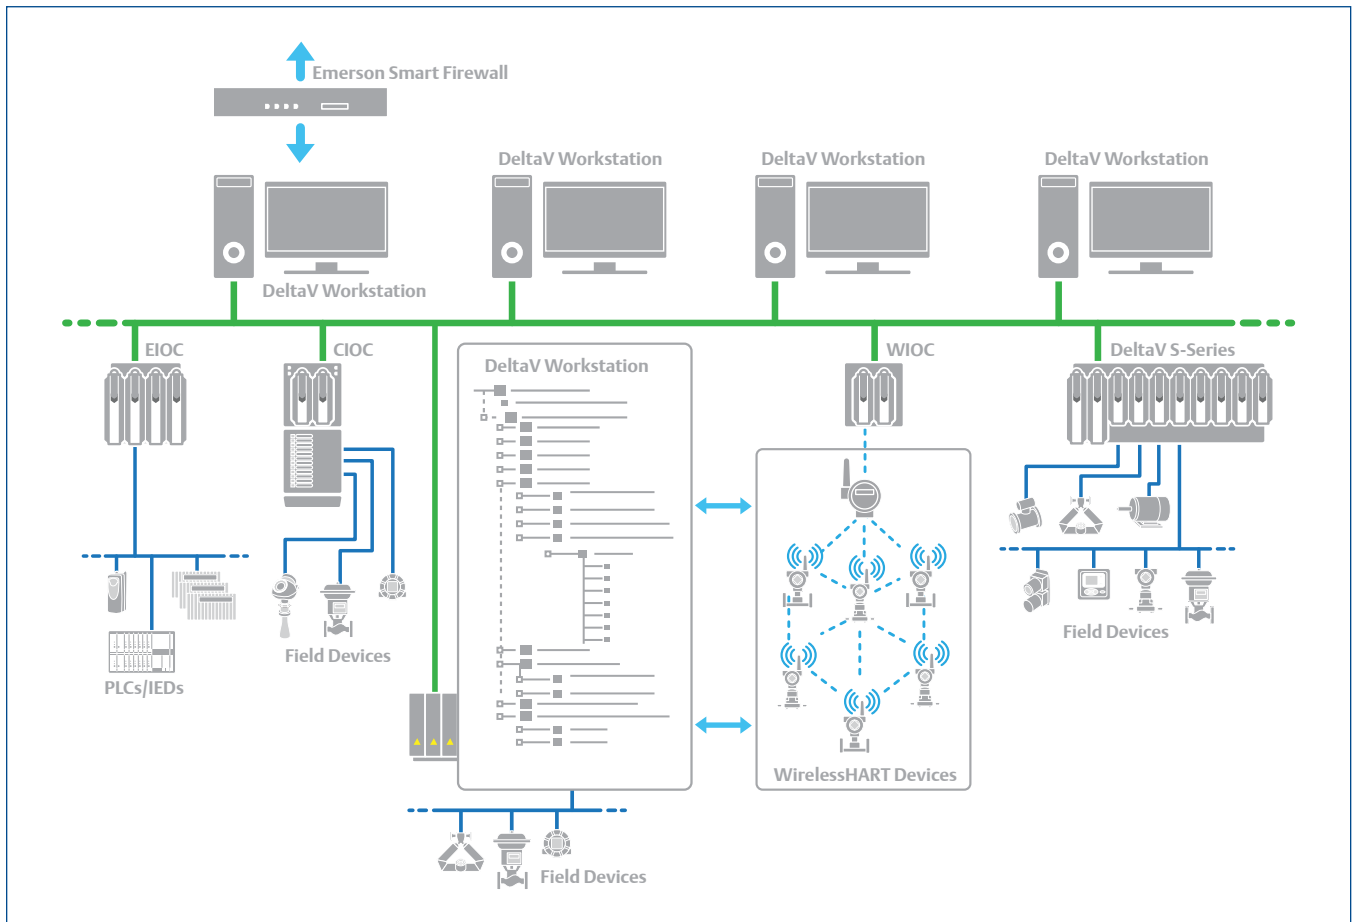 Emerson Smart Firewall
DeltaV Workstation
DeltaV Workstation
DeltaV Workstation
DeltaV Workstation
EIOC
CIOC
DeltaV Workstation
WIOC
DeltaV S-Series
Field Devices
PLCs/IEDs
Field Devices
WirelessHART Devices
Field Devices